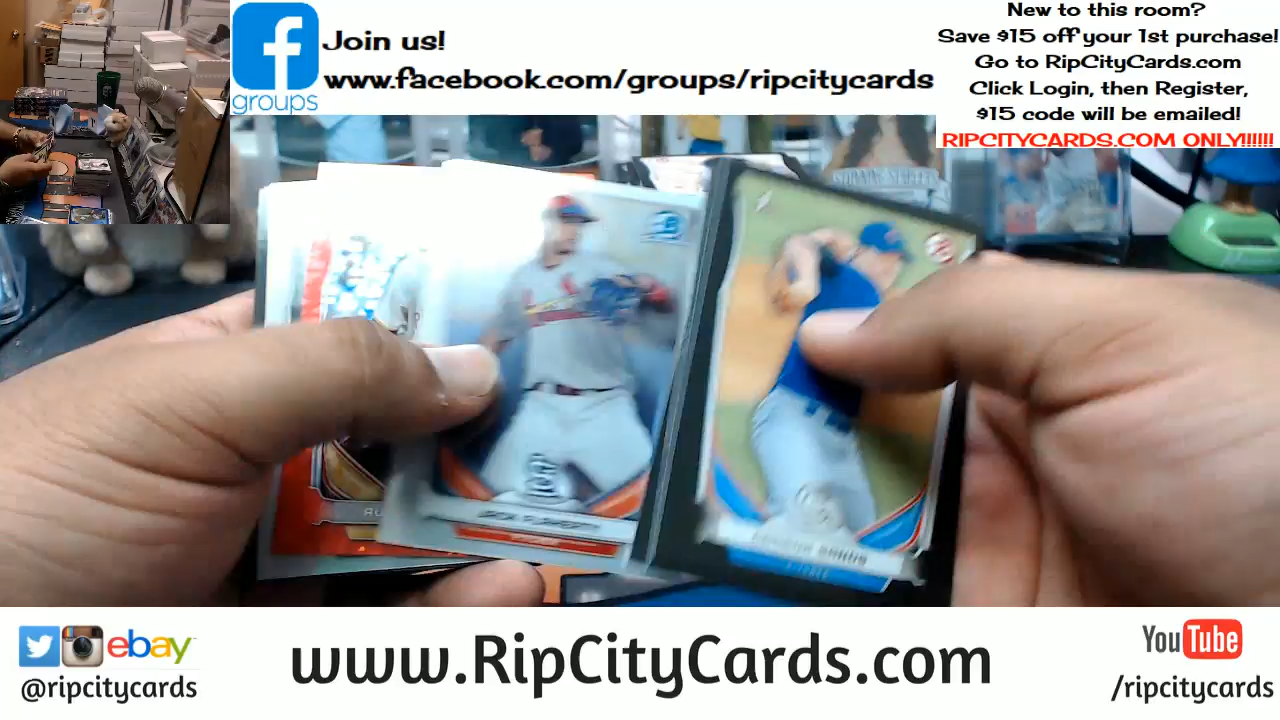 Join us!
www.facebook.com/groups/ripcitycards
groups
New to this room?
Save $15 off your 1st purchase!
Go to RipCityCards.com
Click Login, then Register,
$15 code will be emailed!
RIPCITYCARDS.COM ONLY!!!!!!
JACK FLAHERTY
ebay
@ripcitycards
www.RipCityCards.com
YouTube
/ripcitycards